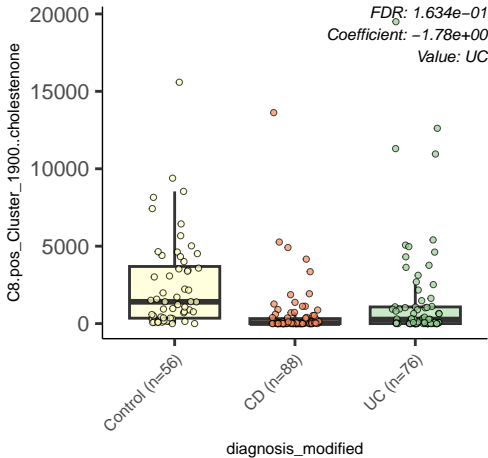 FDR: 1.634e−01
Coefficient: −1.78e+00
Value: UC
20000
15000
10000
5000
0
C8.pos_Cluster_1900..cholestenone
Control (n=56)
CD (n=88)
UC (n=76)
diagnosis_modified